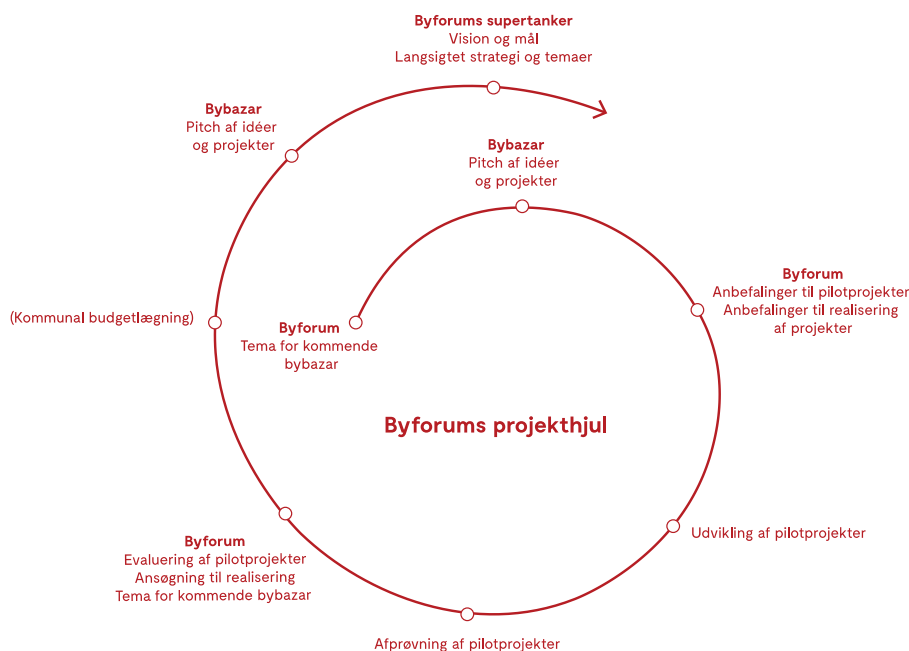 Byforums supertanker
Vision og mål
Langsigtet strategi og temaer
Bybazar
Pitch af idéer
og projekter
Bybazar
Pitch af idéer
og projekter
Byforum
Anbefalinger til pilotprojekter
Anbefalinger til realisering
af projekter
(Kommunal budgetlægning)
Byforum
Tema for kommende
bybazar
Byforums projekthjul
Udvikling af pilotprojekter
Byforum
Evaluering af pilotprojekter
Ansøgning til realisering
Tema for kommende bybazar
Afprøvning af pilotprojekter